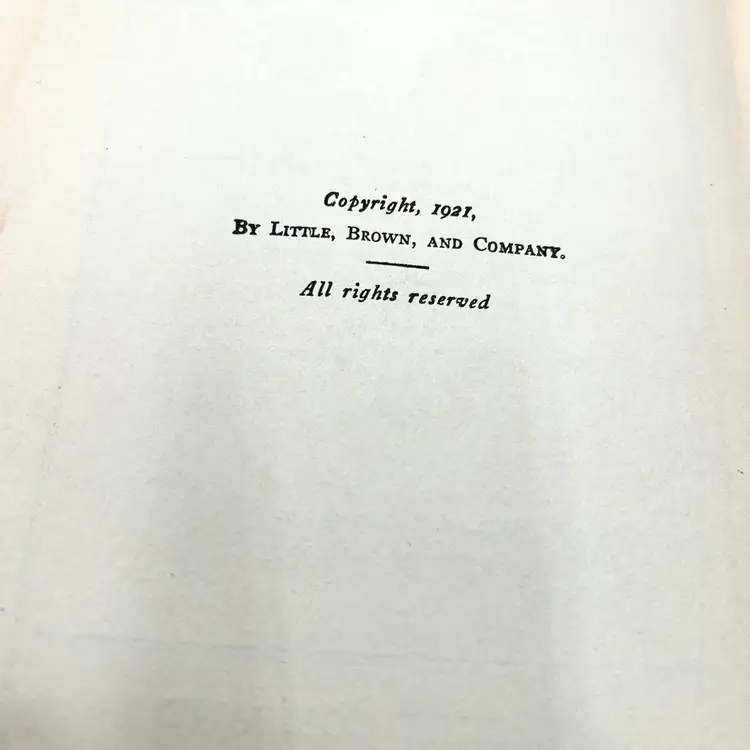 Copyright, 1921,
By Little, Brown, and Company.
All rights reserved